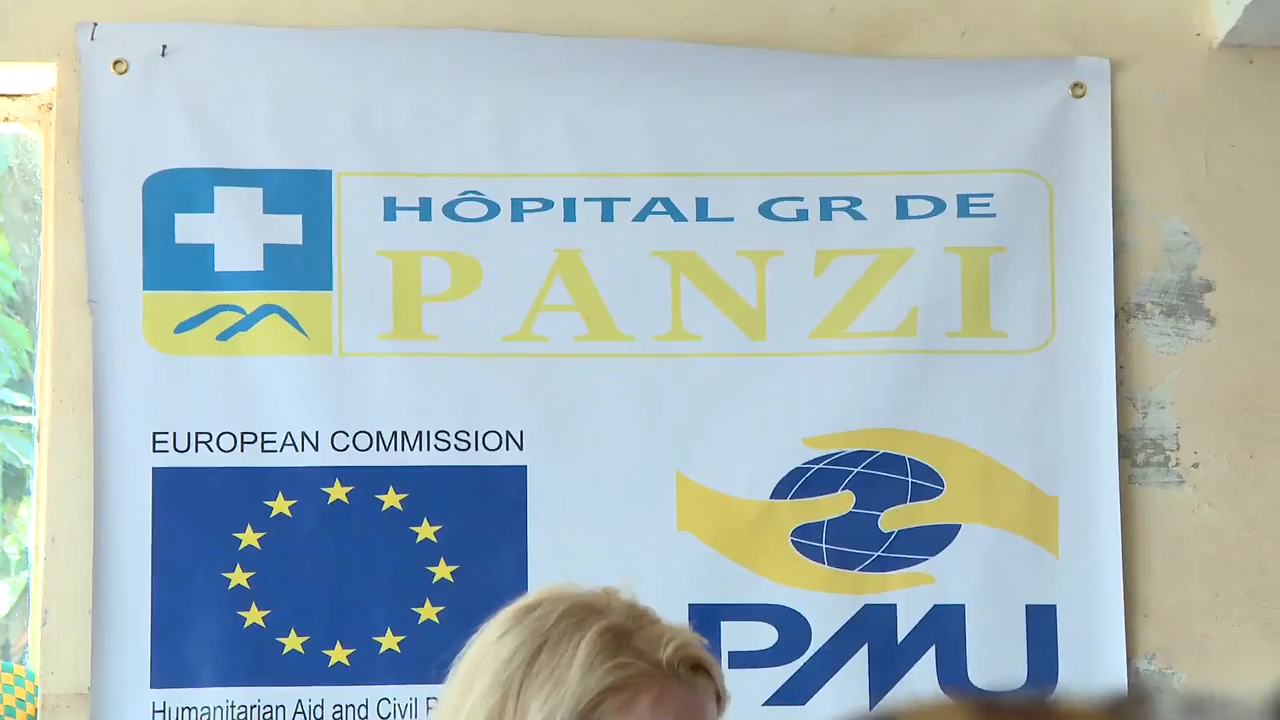 HÔPITAL GR DE
PANZI
EUROPEAN COMMISSION
PMU
Humanitarian Aid and Civil